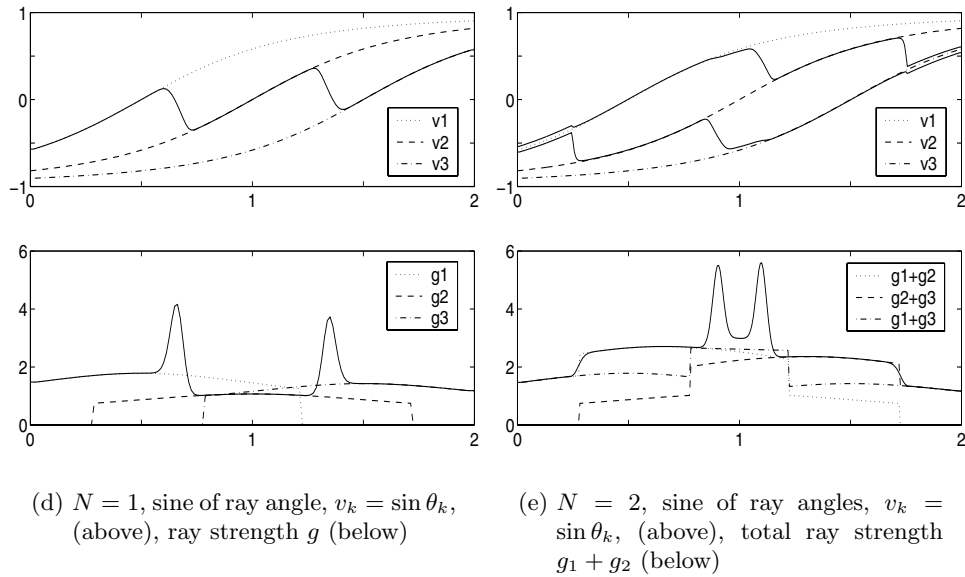 1
0
−1
0
1
2
v1
v2
v3
6
4
2
0
0
1
2
g1
g2
g3
(d) N = 1, sine of ray angle, v_k = sin θ_k,
(above), ray strength g (below)
1
0
−1
0
1
2
v1
v2
v3
6
4
2
0
0
1
2
g1+g2
g2+g3
g1+g3
(e) N = 2, sine of ray angles, v_k =
sin θ_k, (above), total ray strength
g_1 + g_2 (below)